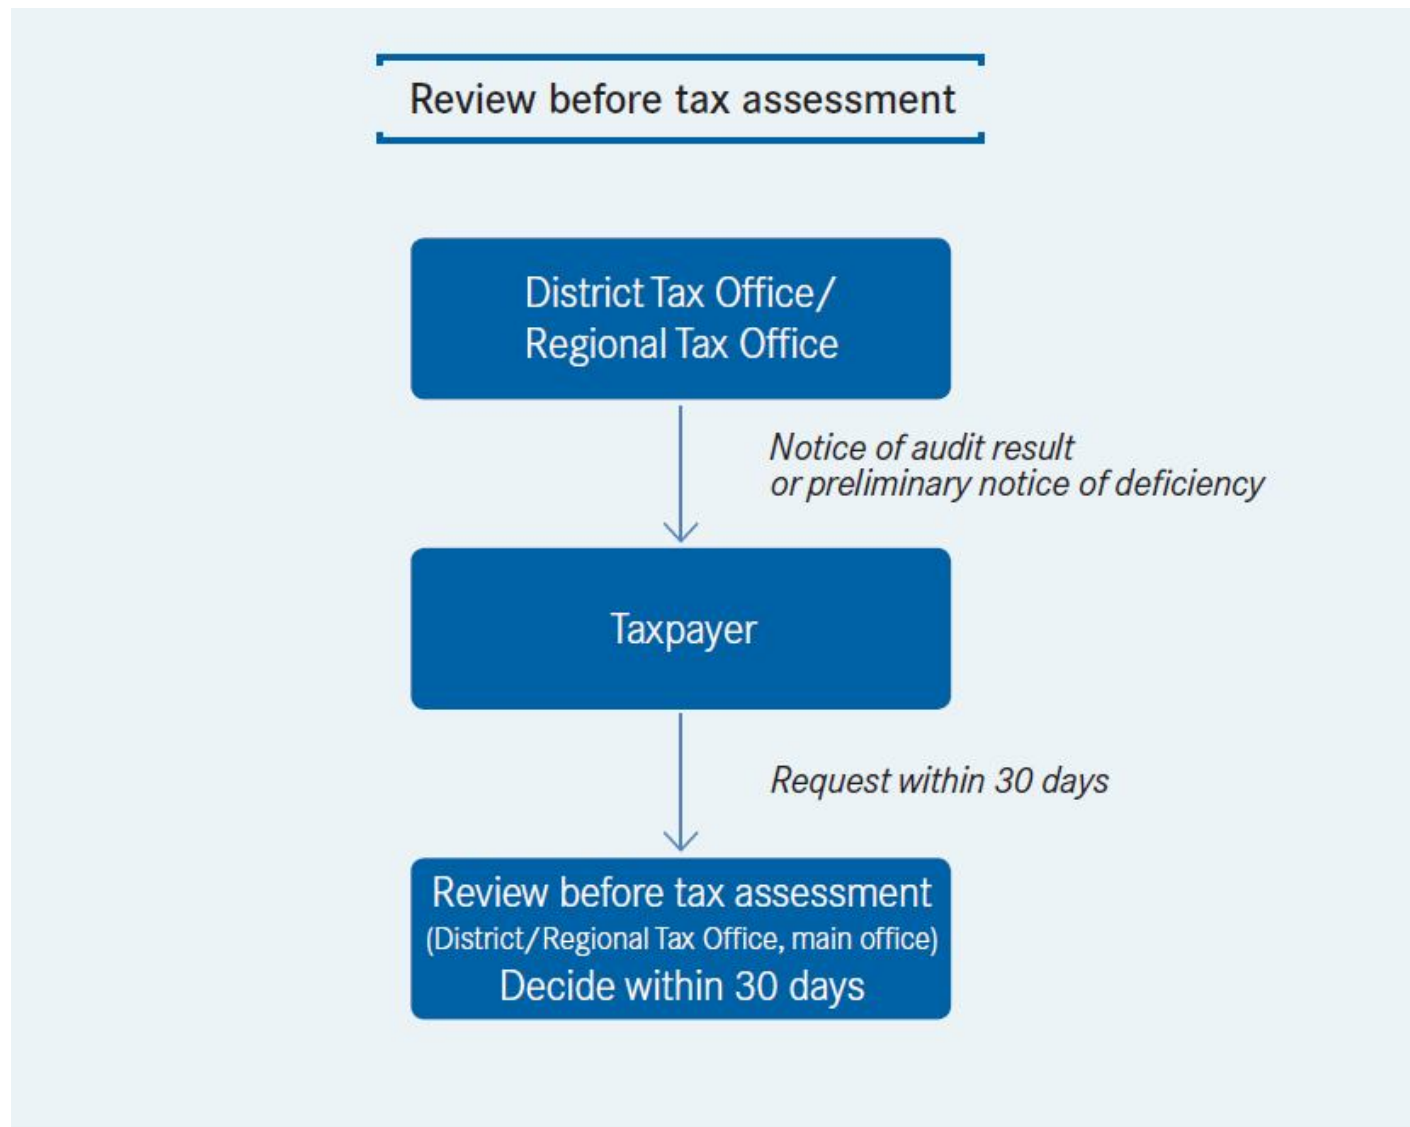 Review before tax assessment
District Tax Office/
Regional Tax Office
Notice of audit result
or preliminary notice of deficiency
Taxpayer
Request within 30 days
Review before tax assessment
(District/Regional Tax Office, main office)
Decide within 30 days